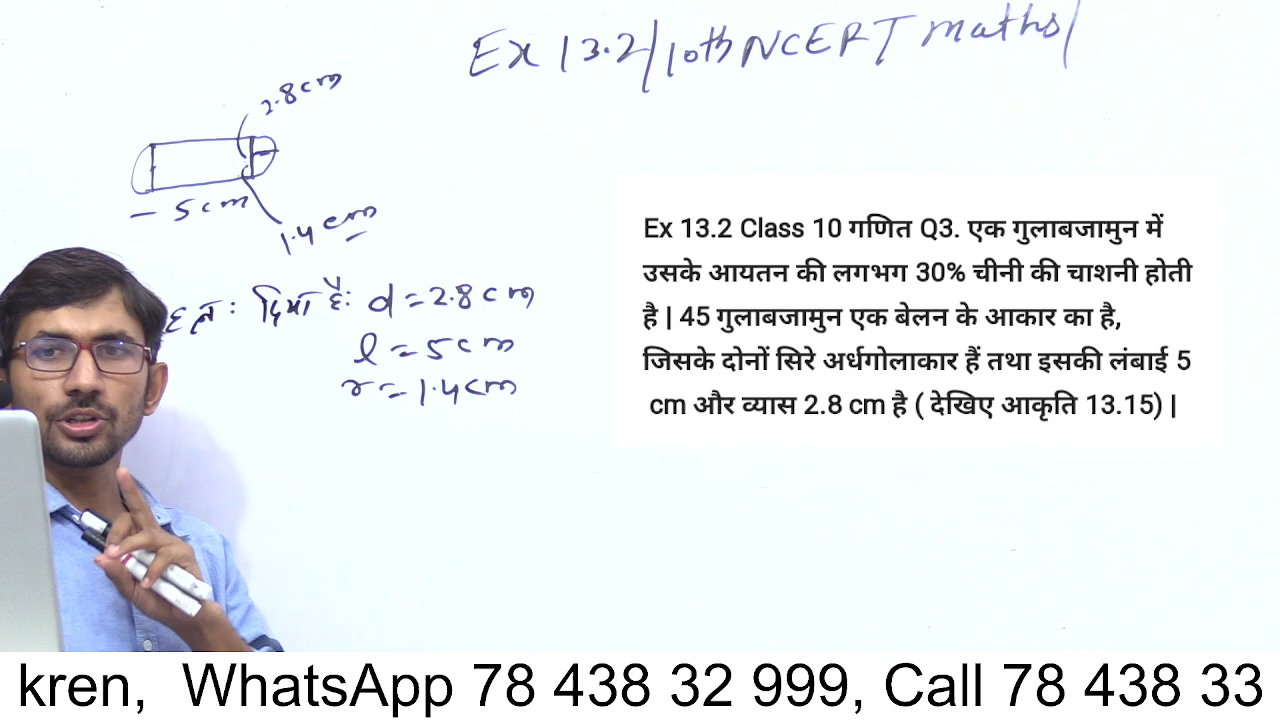 Ex 13.2/10th NCERT maths/
2.8 cm
5 cm
1.4 cm
हल : दिया है: d = 2.8 cm
l = 5 cm
r = 1.4 cm
Ex 13.2 Class 10 गणित Q3. एक गुलाबजामुन में
उसके आयतन की लगभग 30% चीनी की चाशनी होती
है | 45 गुलाबजामुन एक बेलन के आकार का है,
जिसके दोनों सिरे अर्धगोलाकार हैं तथा इसकी लंबाई 5
cm और व्यास 2.8 cm है ( देखिए आकृति 13.15) |
kren, WhatsApp 78 438 32 999, Call 78 438 33